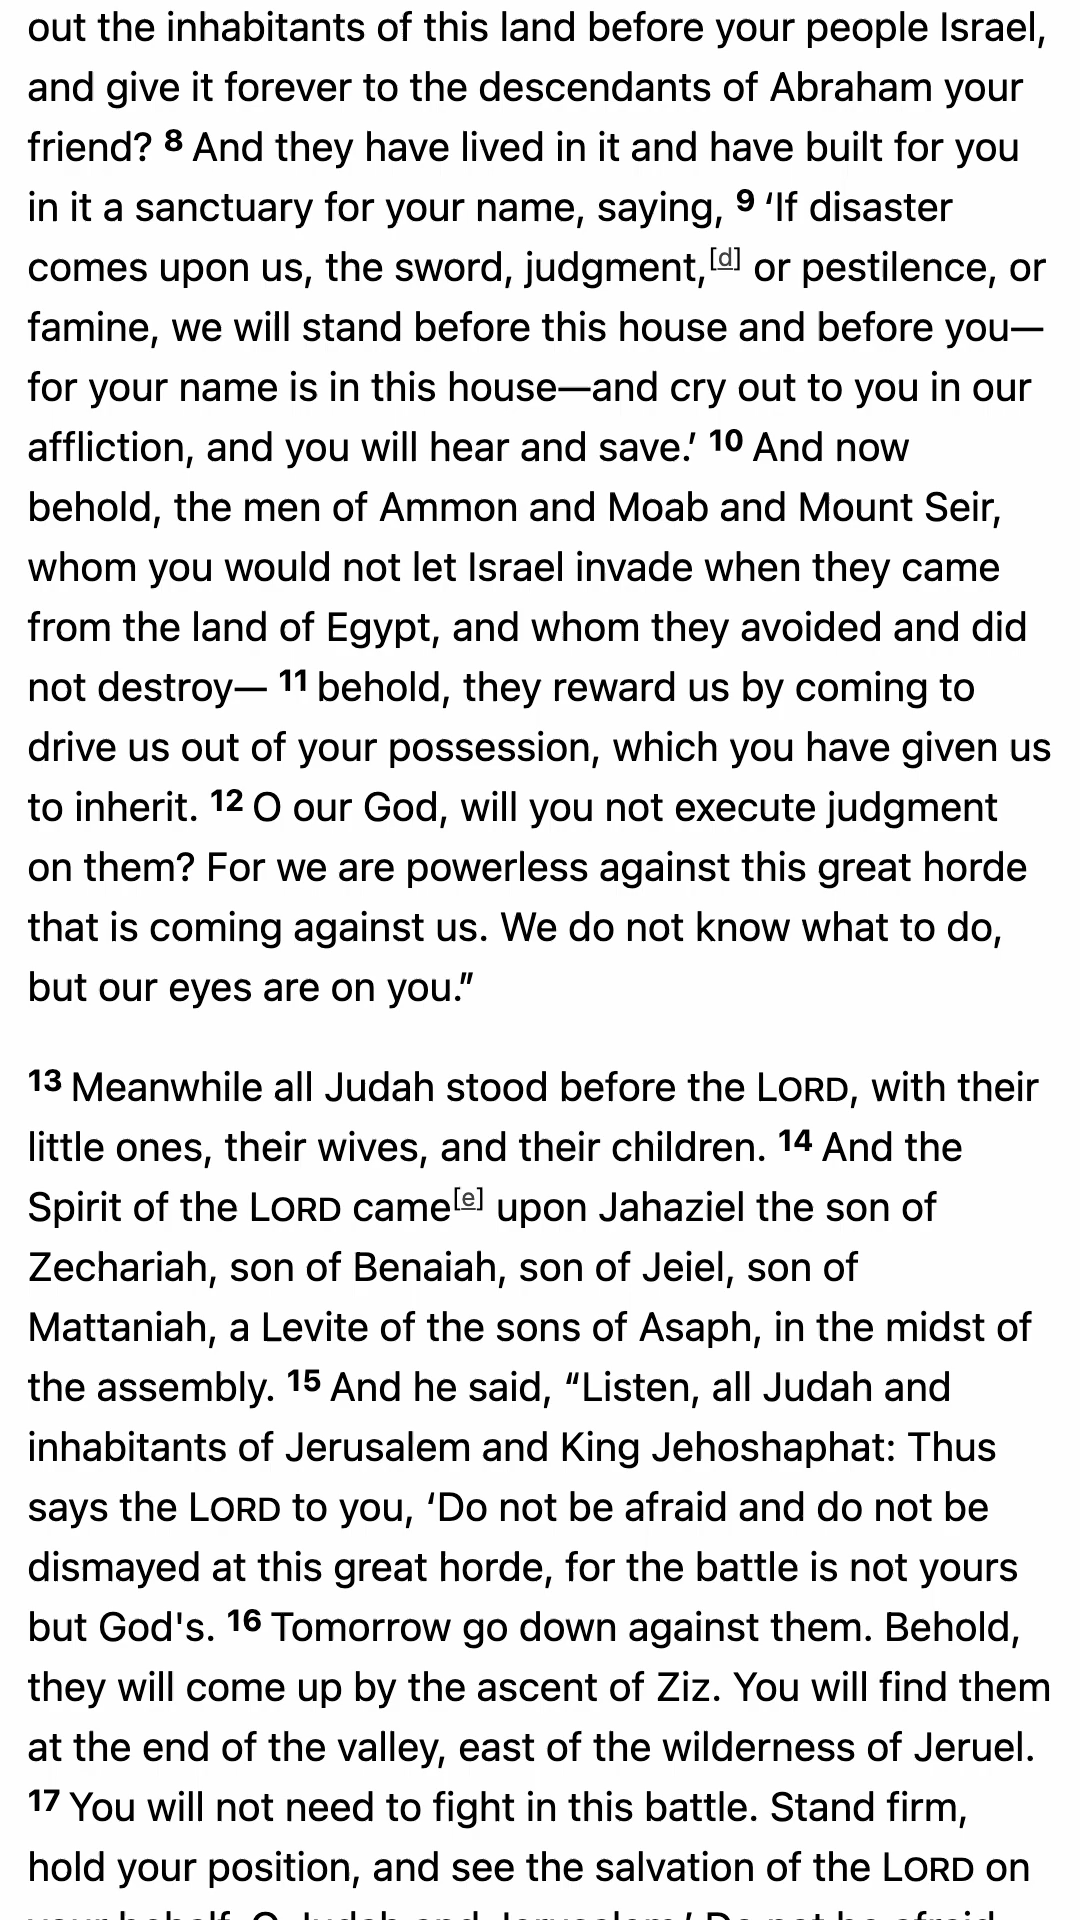 out the inhabitants of this land before your people Israel,
and give it forever to the descendants of Abraham your
friend? 8 And they have lived in it and have built for you
in it a sanctuary for your name, saying, 9 ‘If disaster
comes upon us, the sword, judgment,[d] or pestilence, or
famine, we will stand before this house and before you—
for your name is in this house—and cry out to you in our
affliction, and you will hear and save.’ 10 And now
behold, the men of Ammon and Moab and Mount Seir,
whom you would not let Israel invade when they came
from the land of Egypt, and whom they avoided and did
not destroy— 11 behold, they reward us by coming to
drive us out of your possession, which you have given us
to inherit. 12 O our God, will you not execute judgment
on them? For we are powerless against this great horde
that is coming against us. We do not know what to do,
but our eyes are on you.”
13 Meanwhile all Judah stood before the LORD, with their
little ones, their wives, and their children. 14 And the
Spirit of the LORD came[e] upon Jahaziel the son of
Zechariah, son of Benaiah, son of Jeiel, son of
Mattaniah, a Levite of the sons of Asaph, in the midst of
the assembly. 15 And he said, “Listen, all Judah and
inhabitants of Jerusalem and King Jehoshaphat: Thus
says the LORD to you, ‘Do not be afraid and do not be
dismayed at this great horde, for the battle is not yours
but God's. 16 Tomorrow go down against them. Behold,
they will come up by the ascent of Ziz. You will find them
at the end of the valley, east of the wilderness of Jeruel.
17 You will not need to fight in this battle. Stand firm,
hold your position, and see the salvation of the LORD on
your behalf, O Judah and Jerusalem.’ Do not be afraid